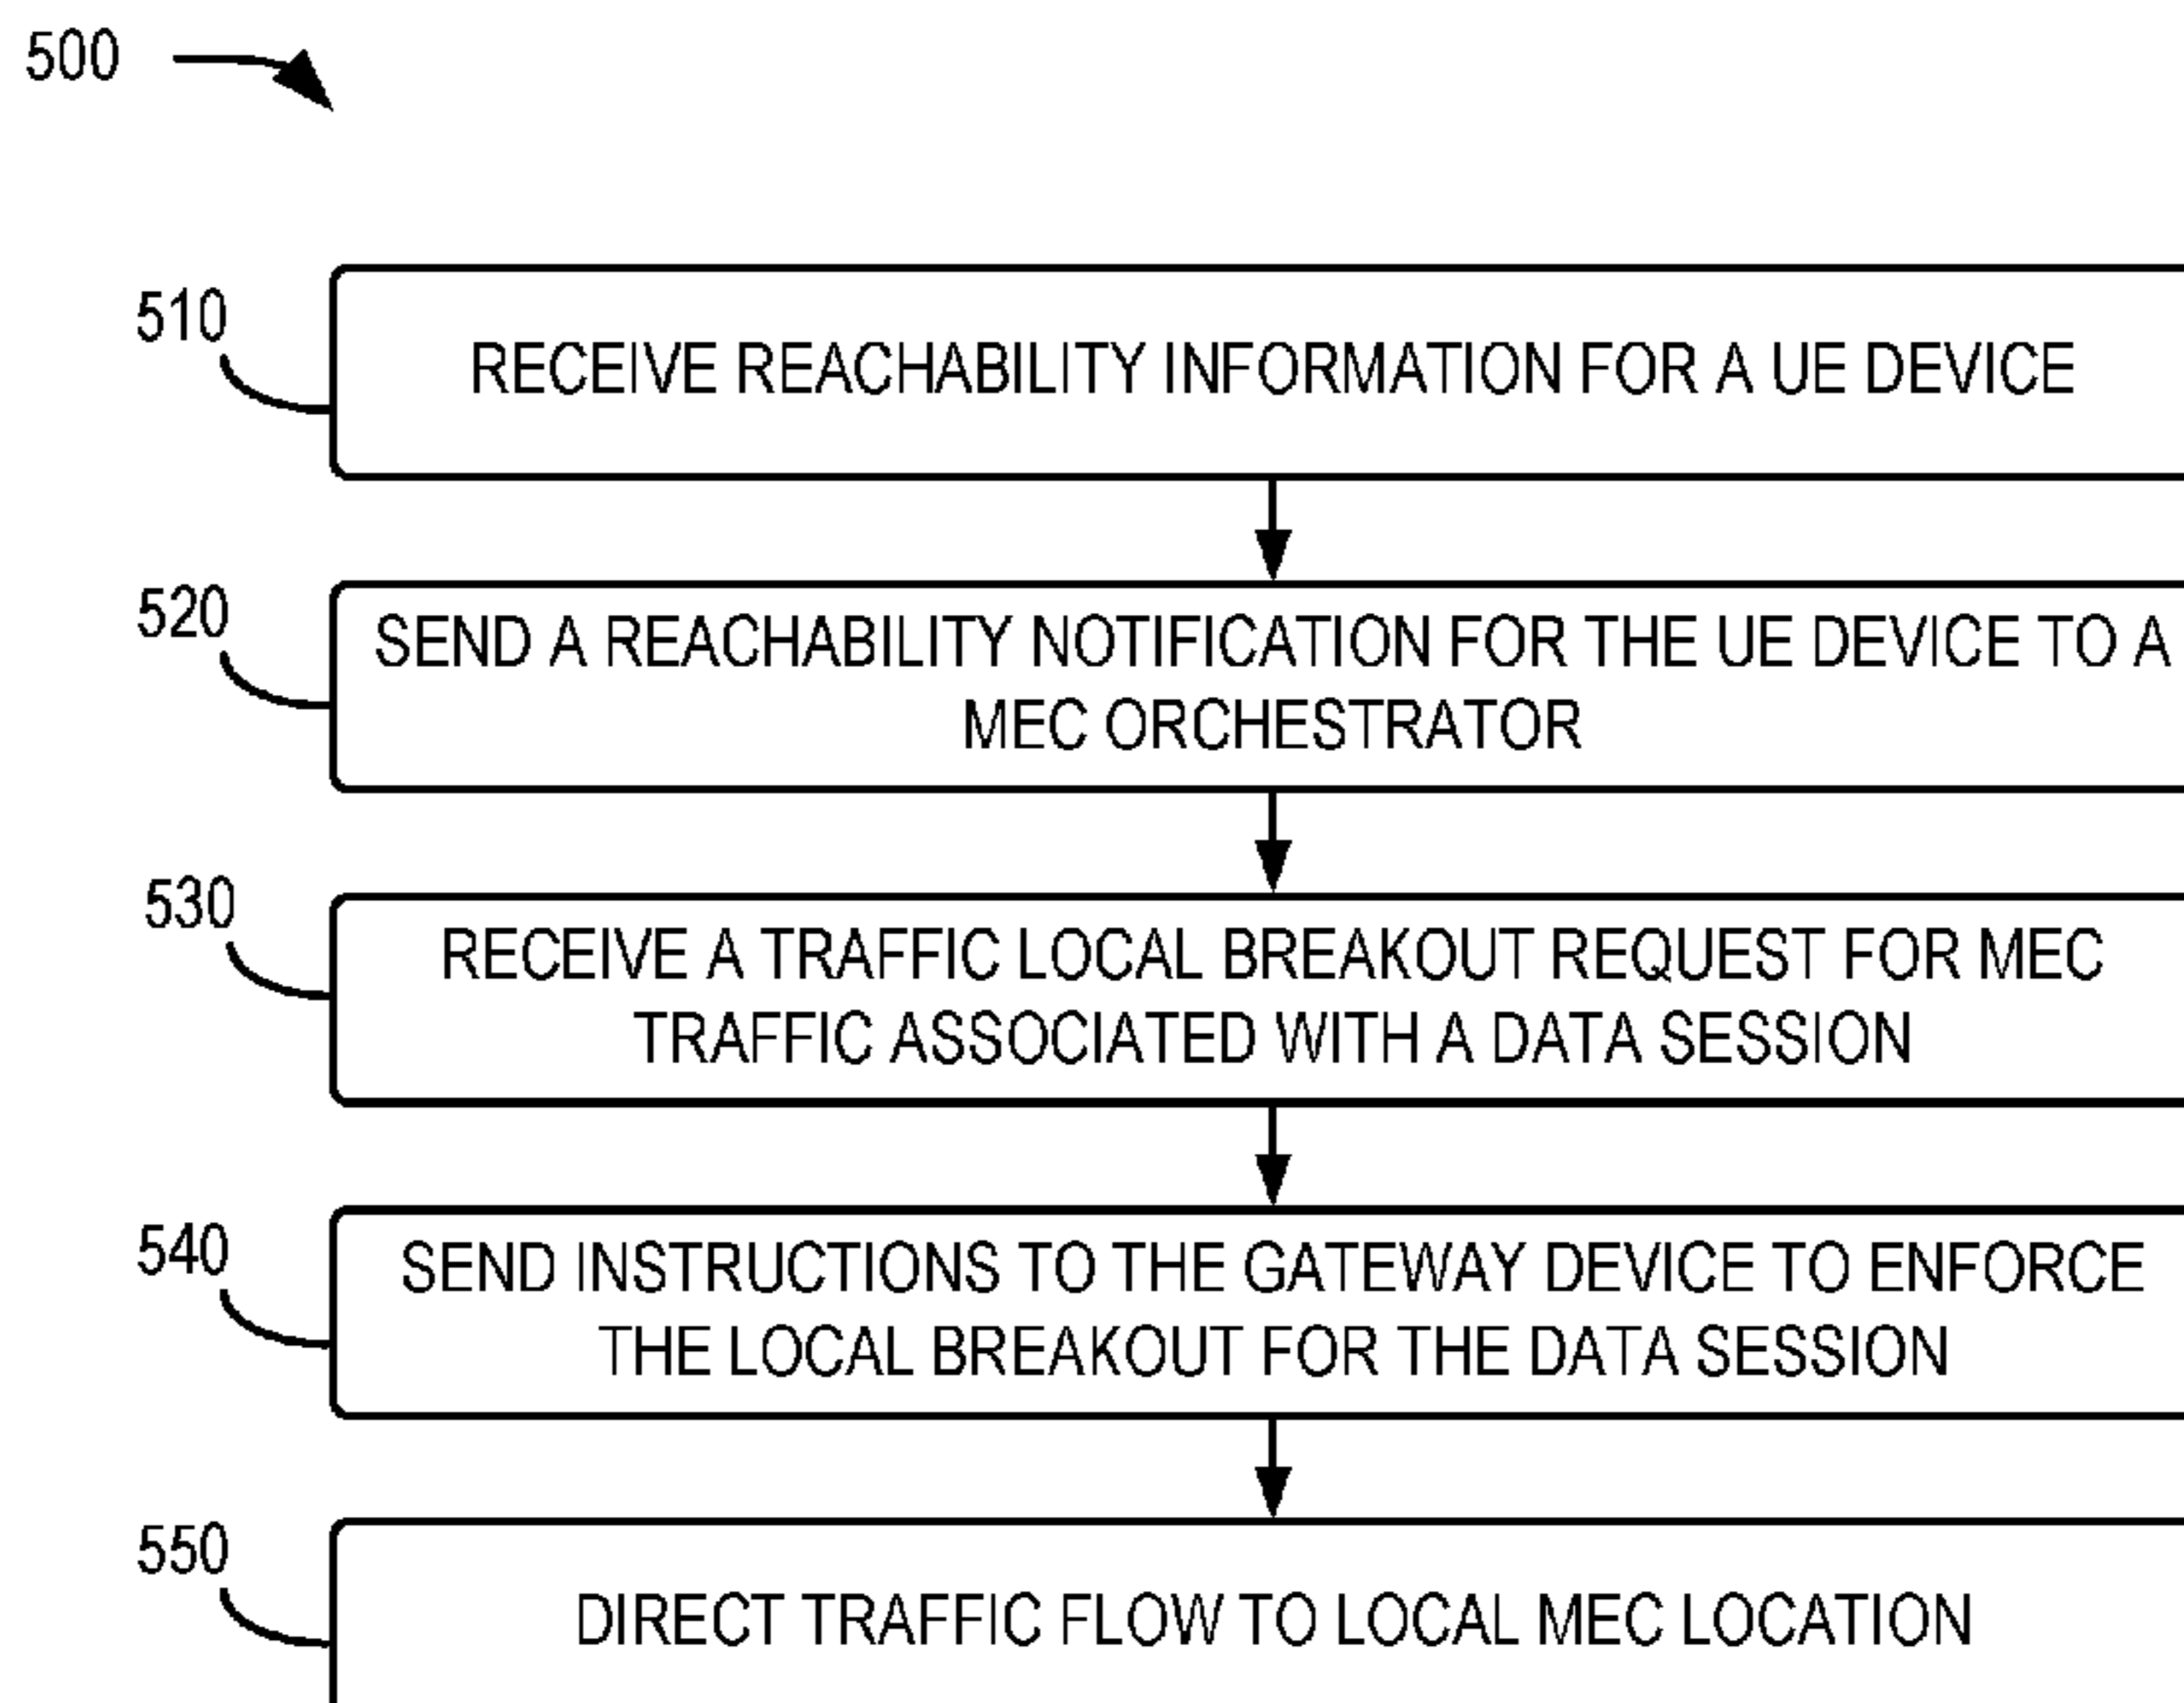 500
510
RECEIVE REACHABILITY INFORMATION FOR A UE DEVICE
520
SEND A REACHABILITY NOTIFICATION FOR THE UE DEVICE TO A
MEC ORCHESTRATOR
530
RECEIVE A TRAFFIC LOCAL BREAKOUT REQUEST FOR MEC
TRAFFIC ASSOCIATED WITH A DATA SESSION
540
SEND INSTRUCTIONS TO THE GATEWAY DEVICE TO ENFORCE
THE LOCAL BREAKOUT FOR THE DATA SESSION
550
DIRECT TRAFFIC FLOW TO LOCAL MEC LOCATION